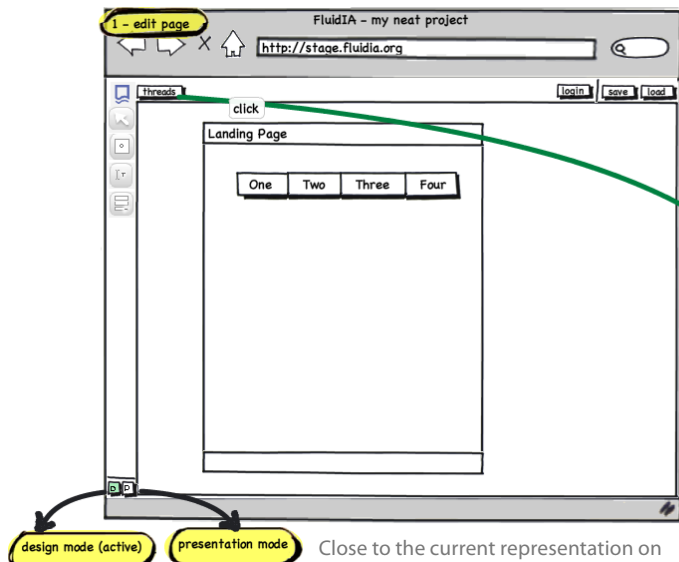 1 - edit page
FluidIA - my neat project
http://stage.fluidia.org
threads
login
save
load
click
Landing Page
One
Two
Three
Four
D
P
design mode (active)
presentation mode
Close to the current representation on